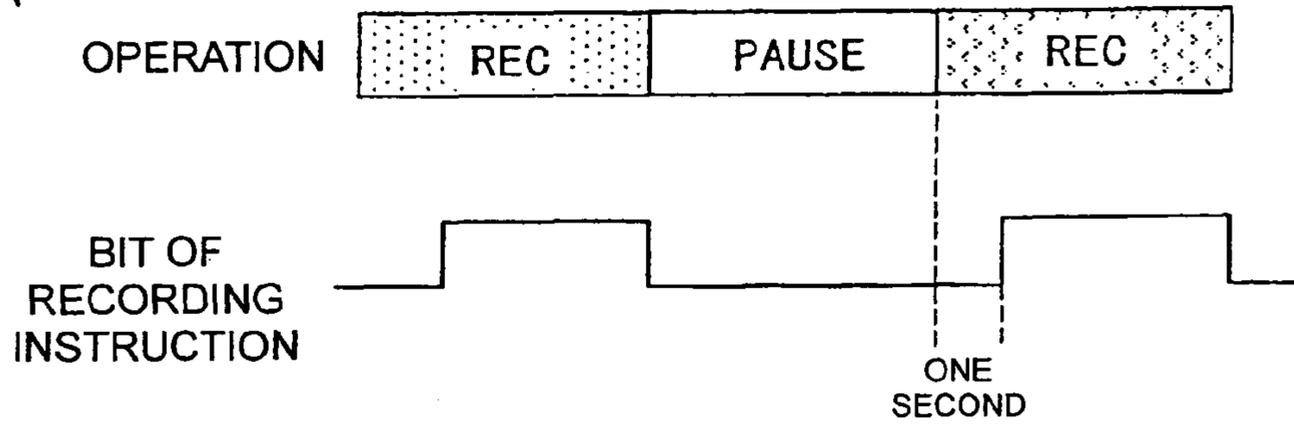 OPERATION REC PAUSE REC
BIT OF
RECORDING
INSTRUCTION
ONE
SECOND